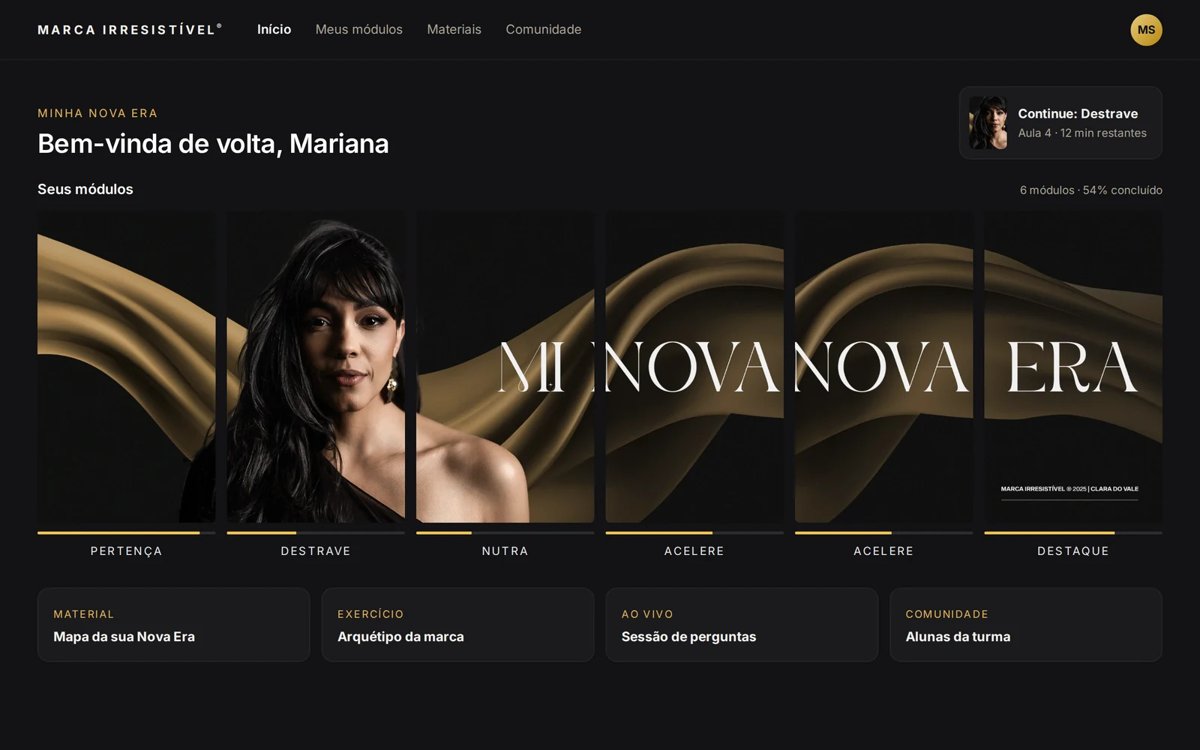 MARCA IRRESISTÍVEL®
Início
Meus módulos
Materiais
Comunidade
MS
MINHA NOVA ERA
Bem-vinda de volta, Mariana
Continue: Destrave
Aula 4 · 12 min restantes
Seus módulos
6 módulos · 54% concluído
MI
NOVA
NOVA
ERA
MARCA IRRESISTÍVEL ® 2025 | CLARA DO VALE
PERTENÇA
DESTRAVE
NUTRA
ACELERE
ACELERE
DESTAQUE
MATERIAL
Mapa da sua Nova Era
EXERCÍCIO
Arquétipo da marca
AO VIVO
Sessão de perguntas
COMUNIDADE
Alunas da turma